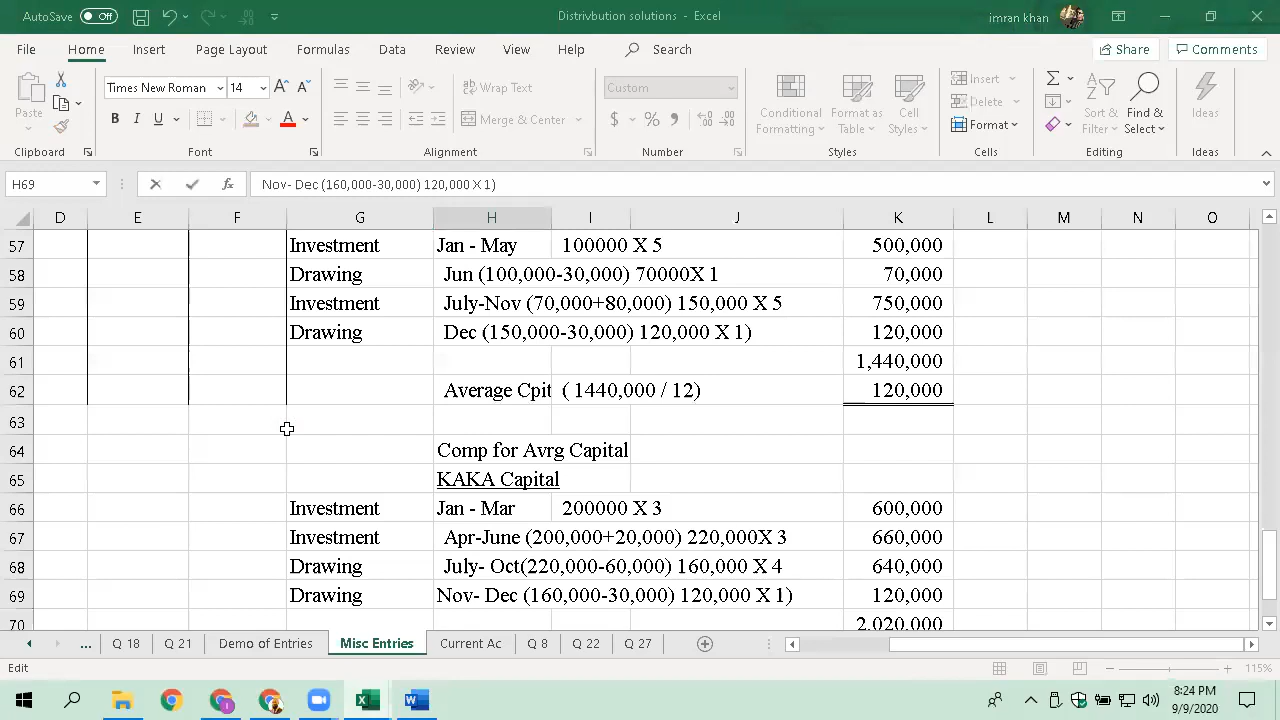 AutoSave Off Distrivbution solutions - Excel imran khan
File Home Insert Page Layout Formulas Data Review View Help Search Share Comments
Times New Roman 14 Wrap Text Custom Insert
Paste Merge & Center Conditional Formatting Format as Table Cell Styles Delete Sort & Filter Find & Select Ideas
Format
Clipboard Font Alignment Number Styles Cells Editing Ideas
H69 fx Nov- Dec (160,000-30,000) 120,000 X 1)
D E F G H I J K L M N O
57 Investment Jan - May 100000 X 5 500,000
58 Drawing Jun (100,000-30,000) 70000X 1 70,000
59 Investment July-Nov (70,000+80,000) 150,000 X 5 750,000
60 Drawing Dec (150,000-30,000) 120,000 X 1) 120,000
61 1,440,000
62 Average Cpit ( 1440,000 / 12) 120,000
63
64 Comp for Avrg Capital
65 KAKA Capital
66 Investment Jan - Mar 200000 X 3 600,000
67 Investment Apr-June (200,000+20,000) 220,000X 3 660,000
68 Drawing July- Oct(220,000-60,000) 160,000 X 4 640,000
69 Drawing Nov- Dec (160,000-30,000) 120,000 X 1) 120,000
70 2,020,000
... Q 18 Q 21 Demo of Entries Misc Entries Current Ac Q 8 Q 22 Q 27
Edit 115%
8:24 PM
9/9/2020